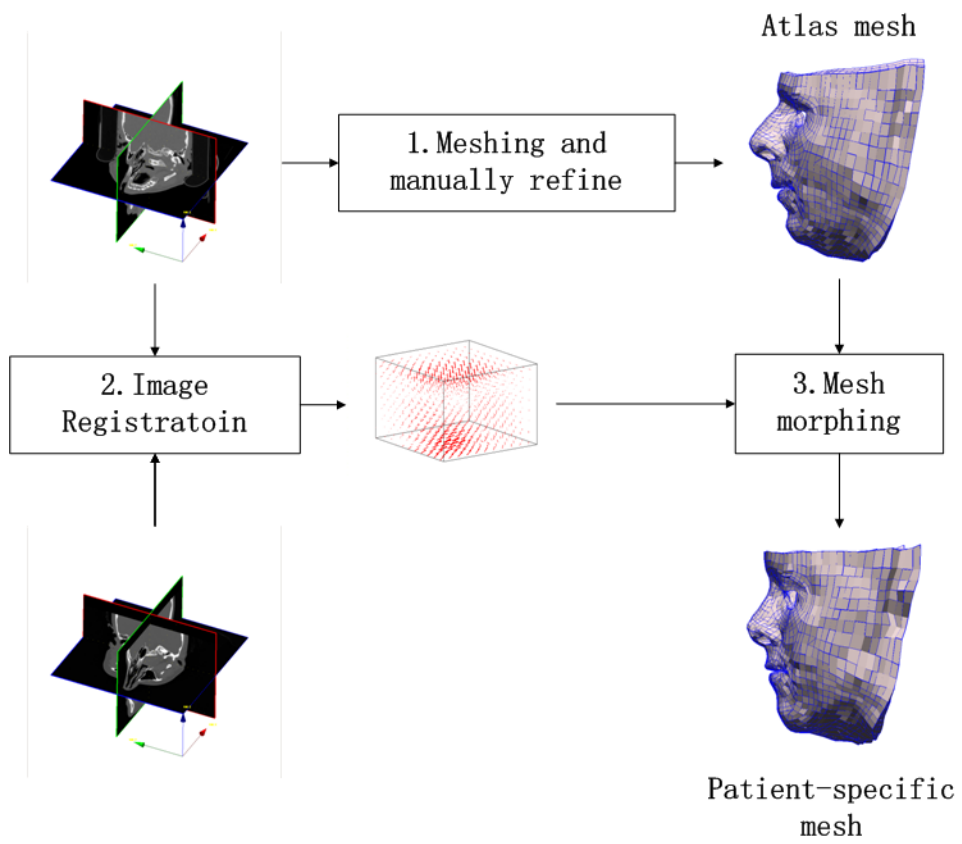 Atlas mesh
1.Meshing and
manually refine
2.Image
Registratoin
3.Mesh
morphing
Patient-specific
mesh